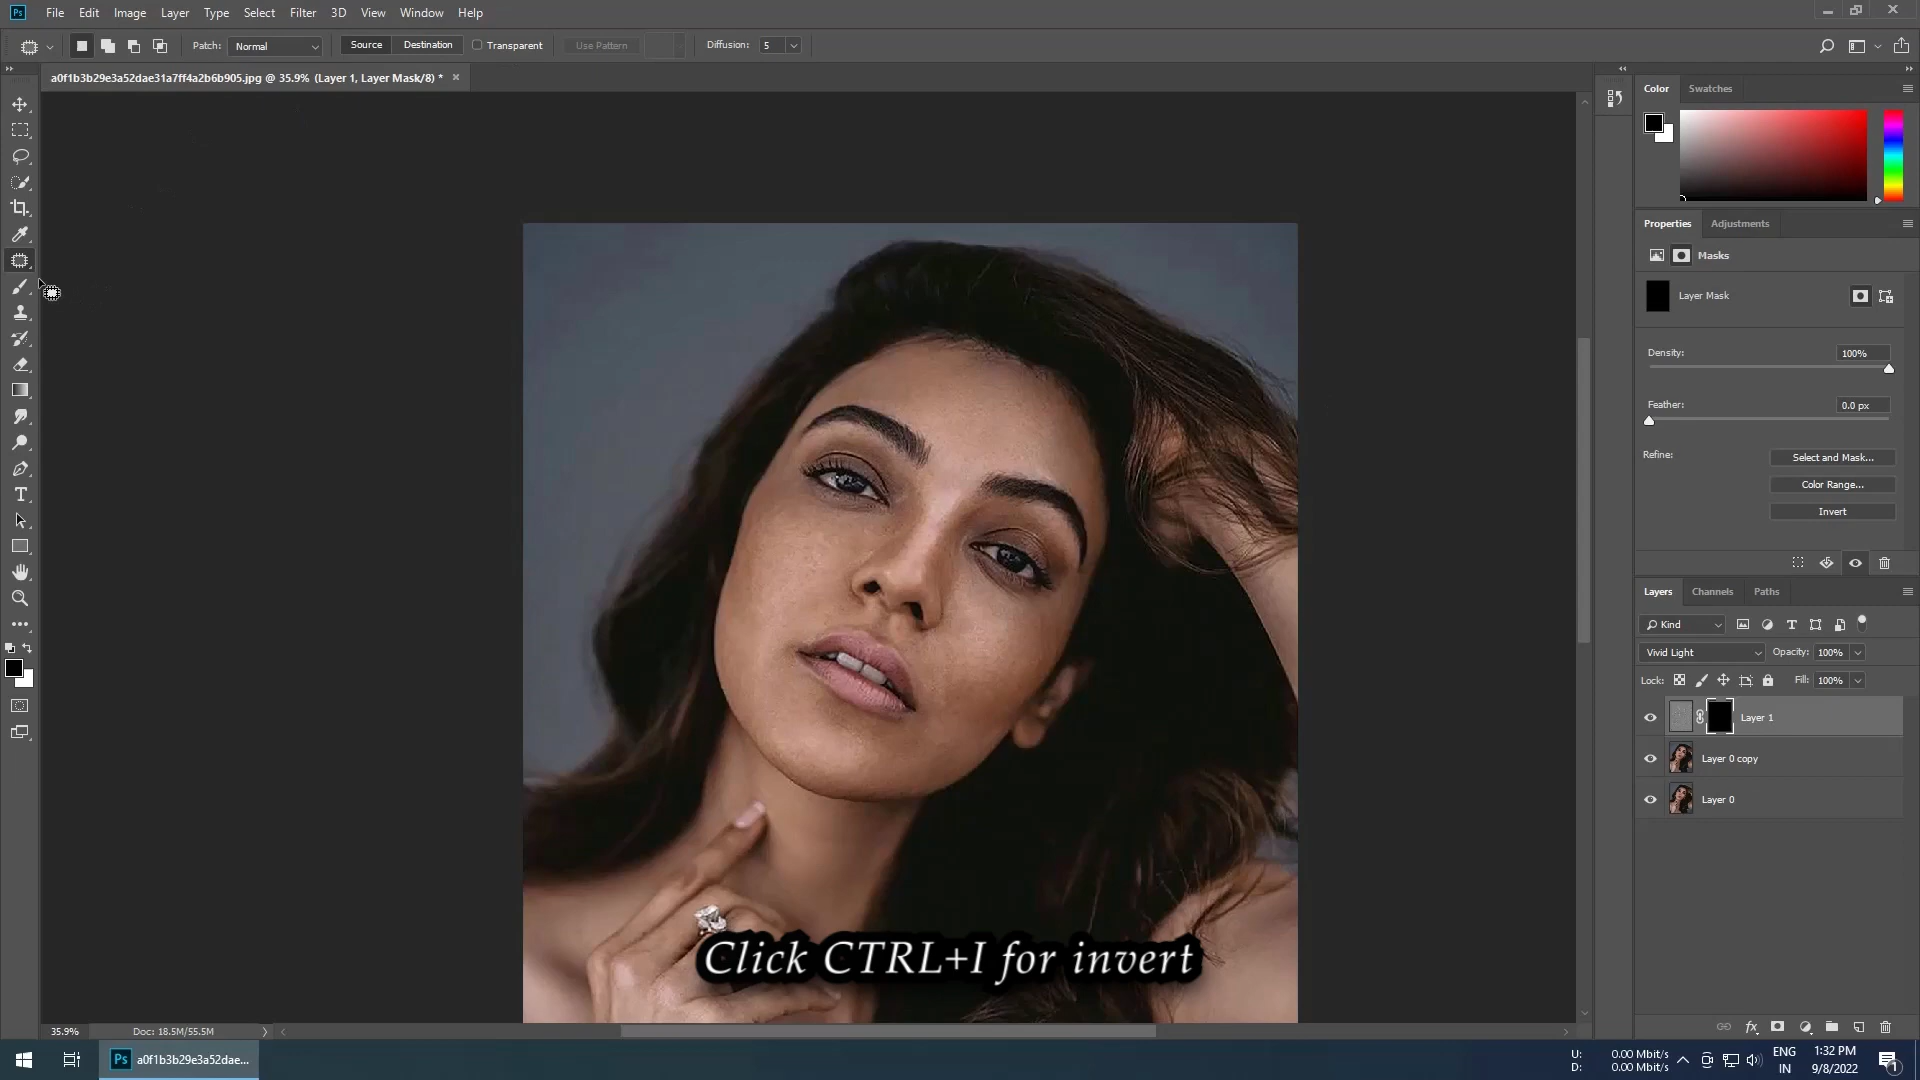 Ps File Edit Image Layer Type Select Filter 3D View Window Help
Patch: Normal Source Destination Transparent Use Pattern Diffusion: 5
a0f1b3b29e3a52dae31a7ff4a2b6b905.jpg @ 35.9% (Layer 1, Layer Mask/8) * ×
Color Swatches
Properties Adjustments
Masks
Layer Mask
Density: 100%
Feather: 0.0 px
Refine: Select and Mask...
Color Range...
Invert
Layers Channels Paths
Kind
Vivid Light Opacity: 100%
Lock: Fill: 100%
Layer 1
Layer 0 copy
Layer 0
Click CTRL+I for invert
35.9% Doc: 18.5M/55.5M
Ps a0f1b3b29e3a52dae...
U: 0.00 Mbit/s
D: 0.00 Mbit/s
ENG
IN
1:32 PM
9/8/2022
1